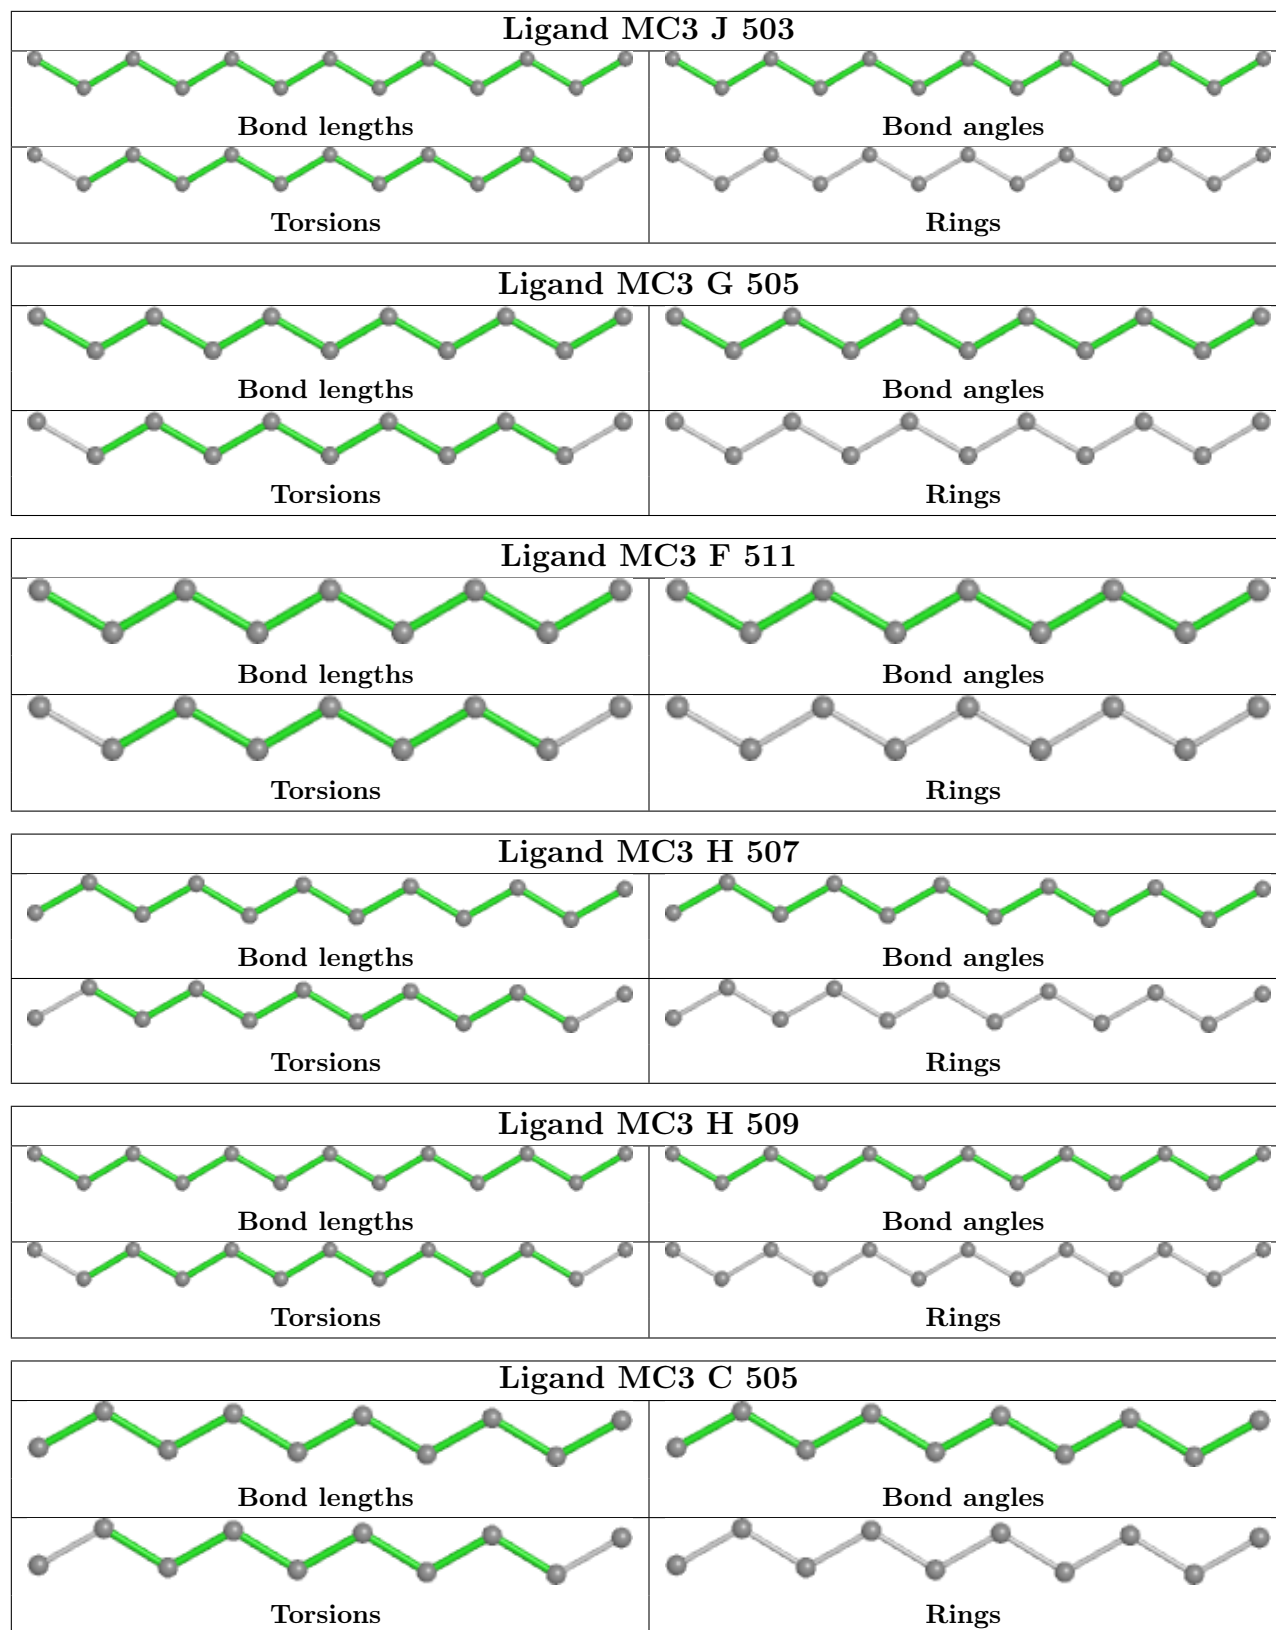 Ligand MC3 J 503
Bond lengths Bond angles
Torsions Rings
Ligand MC3 G 505
Bond lengths Bond angles
Torsions Rings
Ligand MC3 F 511
Bond lengths Bond angles
Torsions Rings
Ligand MC3 H 507
Bond lengths Bond angles
Torsions Rings
Ligand MC3 H 509
Bond lengths Bond angles
Torsions Rings
Ligand MC3 C 505
Bond lengths Bond angles
Torsions Rings